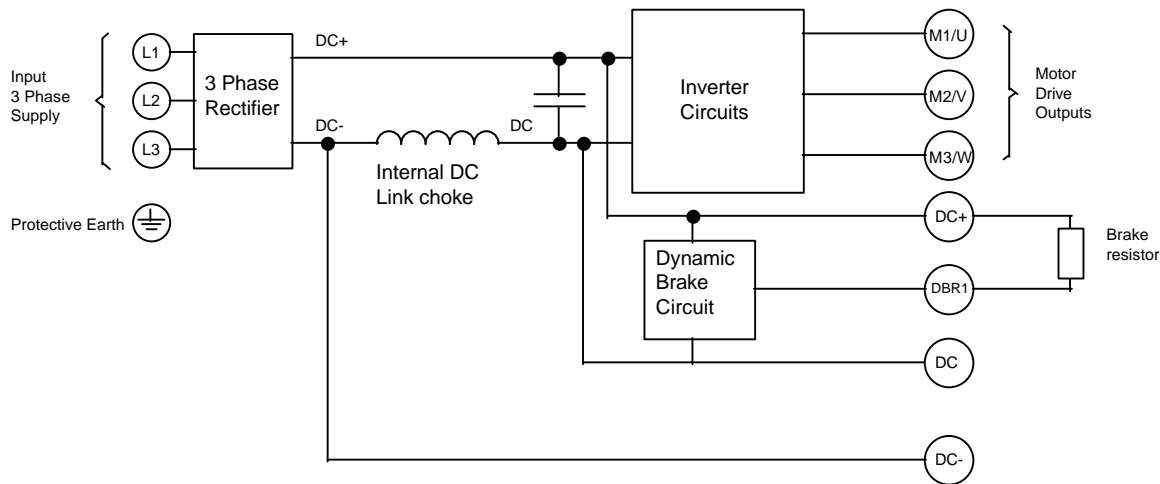 Input
3 Phase
Supply
L1
L2
L3
Protective Earth
3 Phase
Rectifier
DC+
DC-
DC
Internal DC
Link choke
Inverter
Circuits
M1/U
M2/V
M3/W
Motor
Drive
Outputs
Dynamic
Brake
Circuit
DC+
DBR1
DC
DC-
Brake
resistor